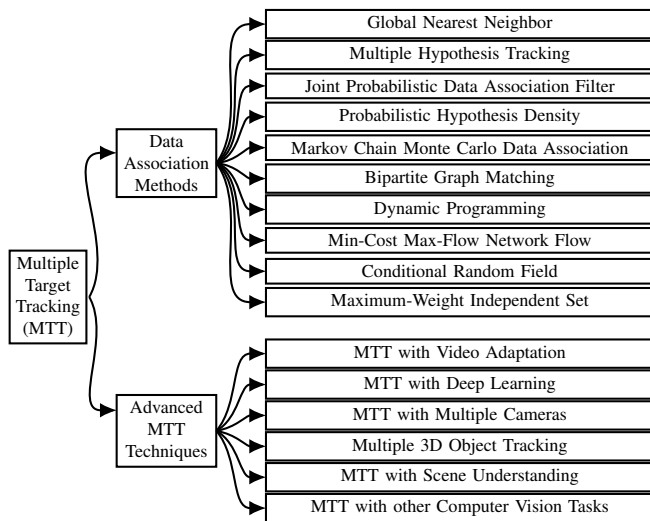 Multiple
Target
Tracking
(MTT)
Data
Association
Methods
Global Nearest Neighbor
Multiple Hypothesis Tracking
Joint Probabilistic Data Association Filter
Probabilistic Hypothesis Density
Markov Chain Monte Carlo Data Association
Bipartite Graph Matching
Dynamic Programming
Min-Cost Max-Flow Network Flow
Conditional Random Field
Maximum-Weight Independent Set
Advanced
MTT
Techniques
MTT with Video Adaptation
MTT with Deep Learning
MTT with Multiple Cameras
Multiple 3D Object Tracking
MTT with Scene Understanding
MTT with other Computer Vision Tasks